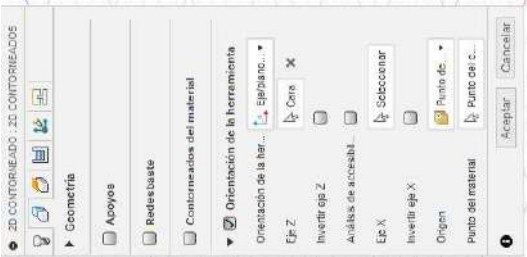 2D CONTORNEADO : 2D CONTORNEADO5
Geometría
Apoyos
Redesbaste
Contorneados del material
Orientación de la herramienta
Orientación de la her... Eje/plano...
Eje Z Cara
Invertir eje Z
Análisis de accesibil...
Eje X Seleccionar
Invertir eje X
Origen Punto de...
Punto del material Punto del c...
Aceptar Cancelar